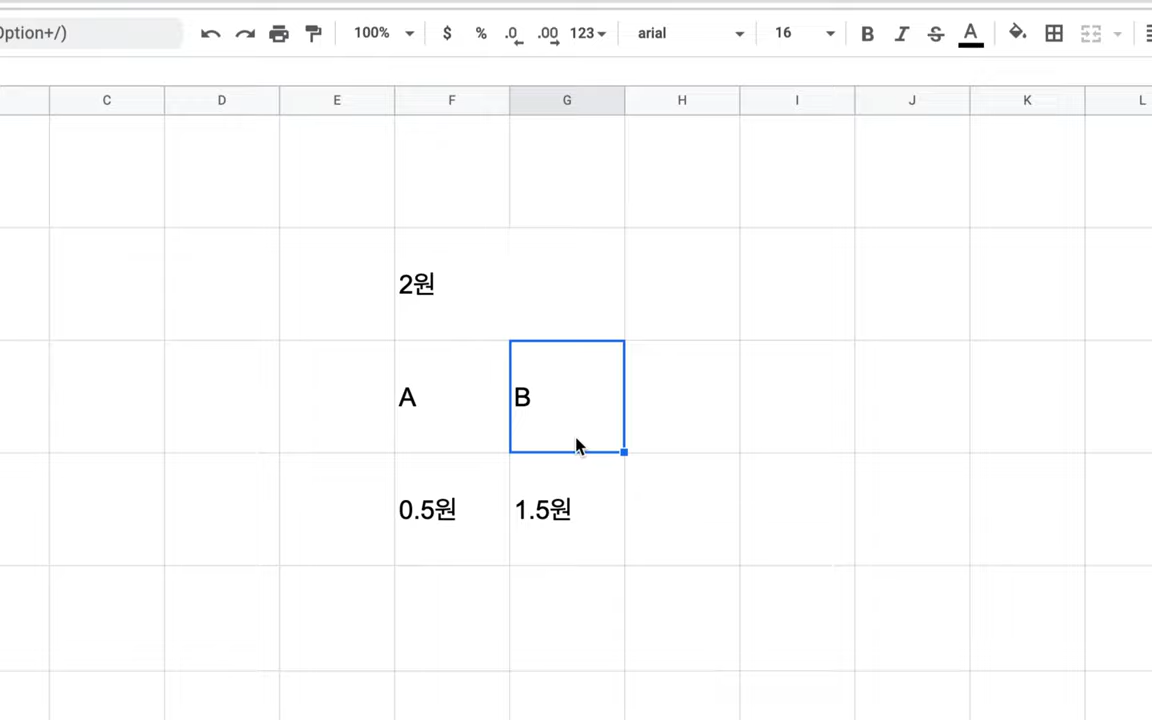 Option+/)
100%
$
%
.0
.00
123
arial
16
B
I
S
A
C
D
E
F
G
H
I
J
K
L
2원
A
B
0.5원
1.5원